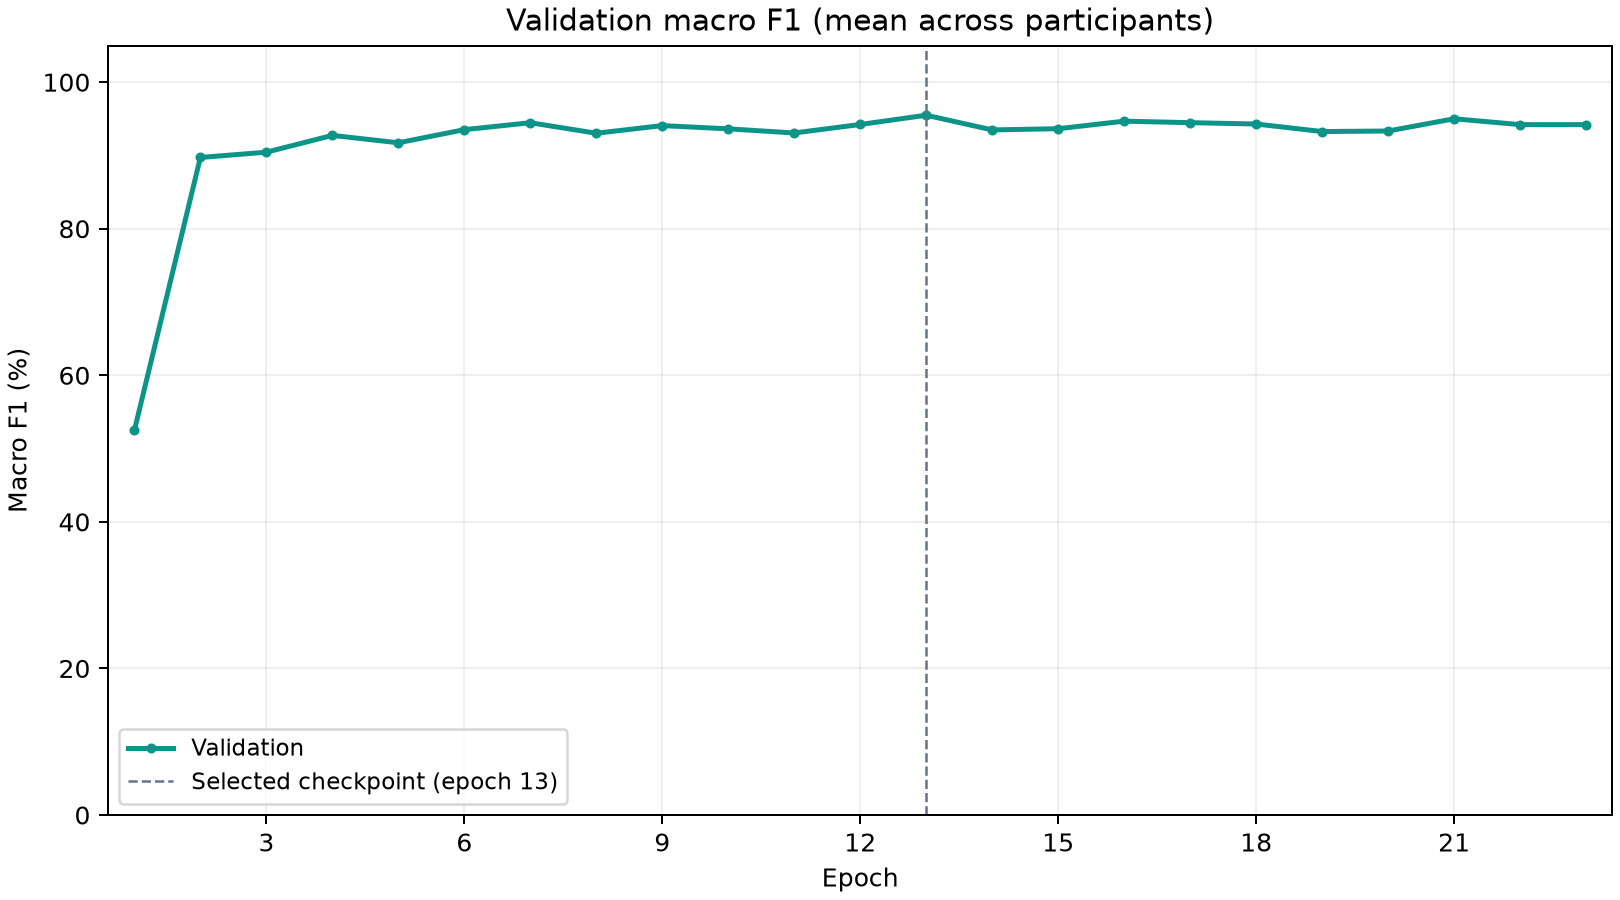 Validation macro F1 (mean across participants)
Macro F1 (%)
100
80
60
40
20
0
Validation
Selected checkpoint (epoch 13)
3 6 9 12 15 18 21
Epoch